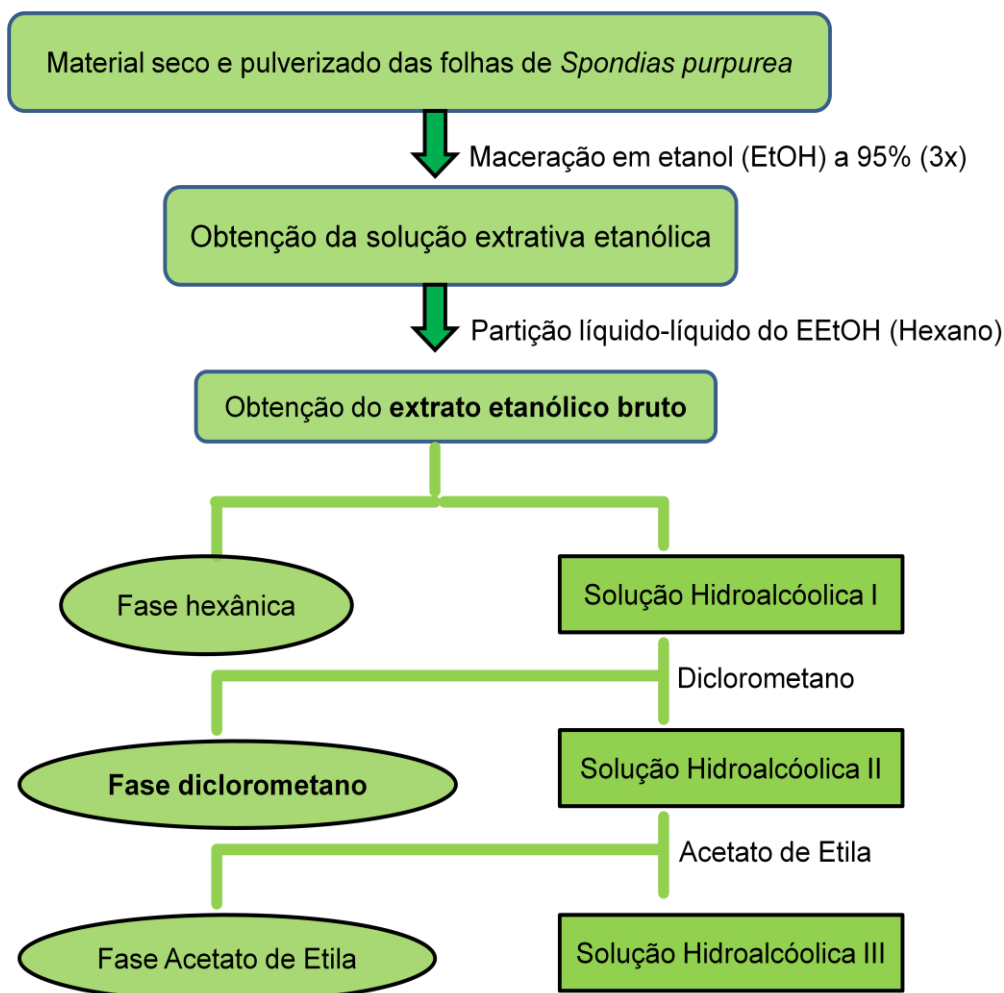 Material seco e pulverizado das folhas de Spondias purpurea
Maceração em etanol (EtOH) a 95% (3x)
Obtenção da solução extrativa etanólica
Partição líquido-líquido do EEtOH (Hexano)
Obtenção do extrato etanólico bruto
Fase hexânica
Solução Hidroalcóolica I
Diclorometano
Fase diclorometano
Solução Hidroalcóolica II
Acetato de Etila
Fase Acetato de Etila
Solução Hidroalcóolica III